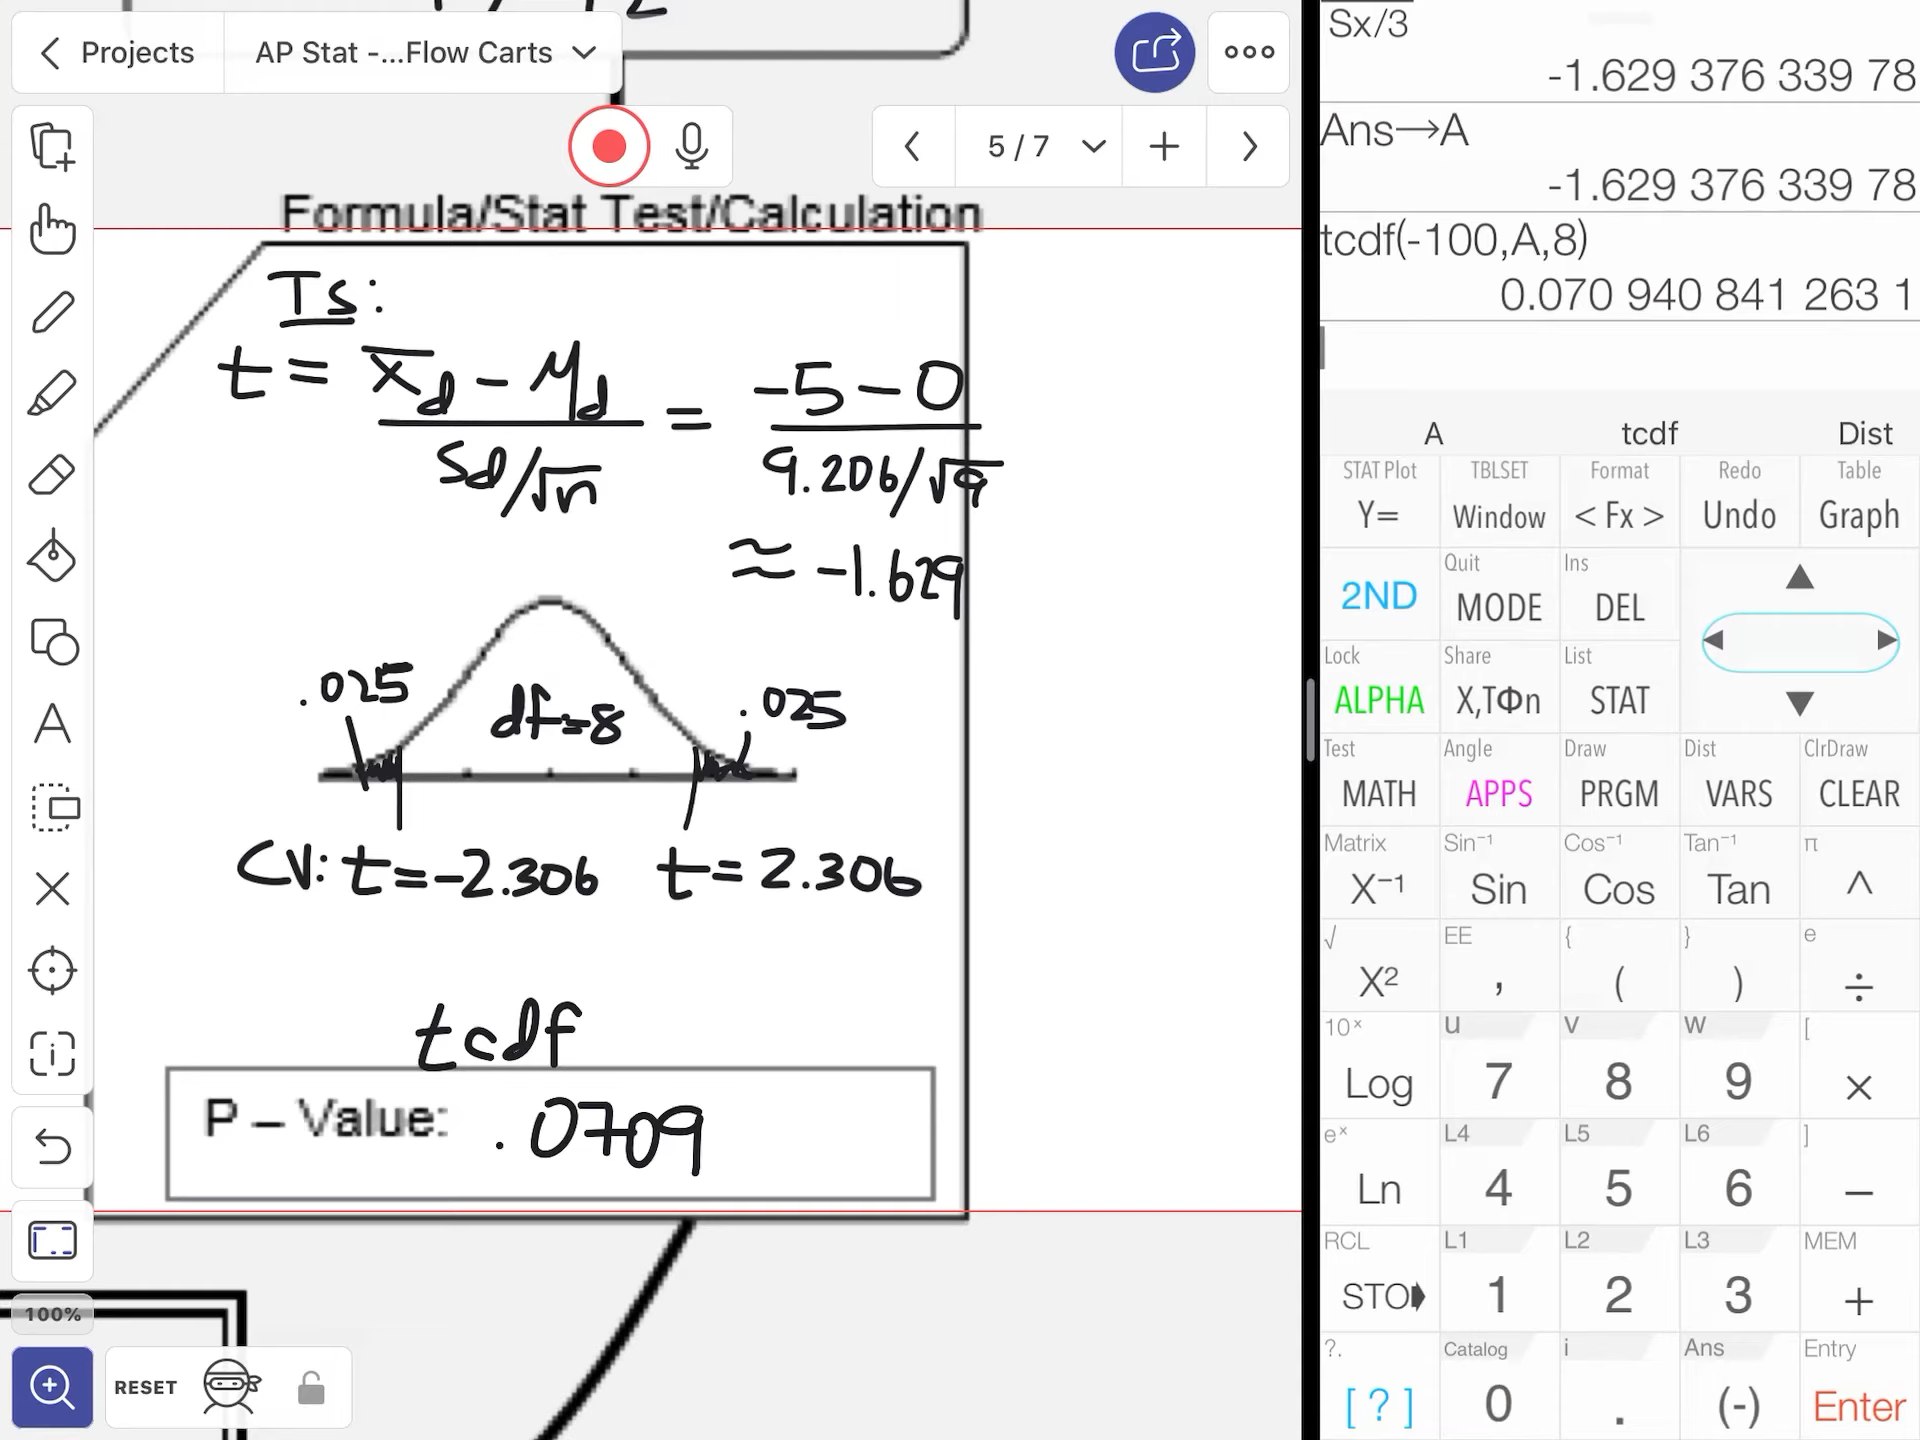 Projects
AP Stat -...Flow Carts
5 / 7
Formula/Stat Test/Calculation
Ts:
t = x̄d - μd / Sd/√n = -5-0 / 9.206/√9
≈ -1.629
.025
df=8
.025
CV: t=-2.306 t=2.306
tcdf
P – Value: .0709
100%
RESET
Sx/3
-1.629 376 339 78
Ans→A
-1.629 376 339 78
tcdf(-100,A,8)
0.070 940 841 263 1
A tcdf Dist
STAT Plot TBLSET Format Redo Table
Y= Window < Fx > Undo Graph
Quit Ins
2ND MODE DEL
Lock Share List
ALPHA X,TΦn STAT
Test Angle Draw Dist ClrDraw
MATH APPS PRGM VARS CLEAR
Matrix Sin⁻¹ Cos⁻¹ Tan⁻¹ π
X⁻¹ Sin Cos Tan ^
√ EE { } e
X² , ( ) ÷
10ˣ u v w [
Log 7 8 9 ×
eˣ L4 L5 L6 ]
Ln 4 5 6 −
RCL L1 L2 L3 MEM
STO 1 2 3 +
?. Catalog i Ans Entry
[ ? ] 0 . (-) Enter